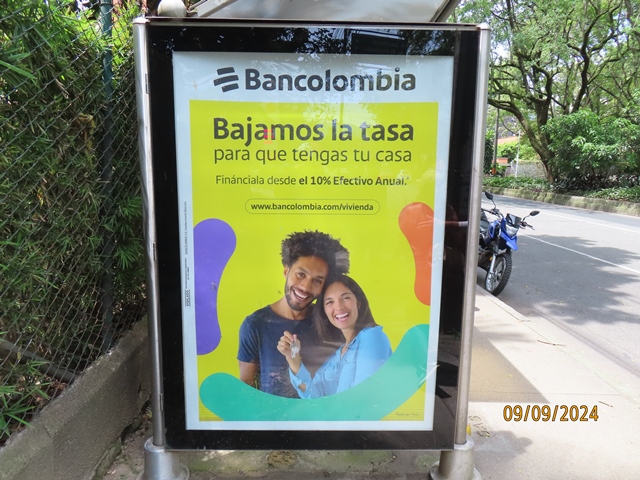 Bancolombia
Bajamos la tasa
para que tengas tu casa
Finánciala desde el 10% Efectivo Anual.*
www.bancolombia.com/vivienda
09/09/2024